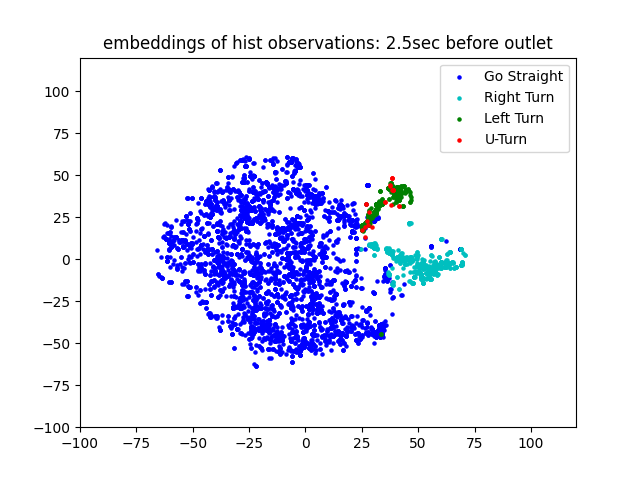 embeddings of hist observations: 2.5sec before outlet
Go Straight
Right Turn
Left Turn
U-Turn
100
75
50
25
0
−25
−50
−75
−100
−100 −75 −50 −25 0 25 50 75 100